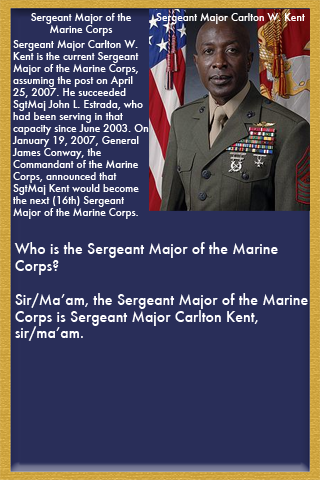 Sergeant Major of the
Marine Corps
Sergeant Major Carlton W. Kent
Sergeant Major Carlton W.
Kent is the current Sergeant
Major of the Marine Corps,
assuming the post on April
25, 2007. He succeeded
SgtMaj John L. Estrada, who
had been serving in that
capacity since June 2003. On
January 19, 2007, General
James Conway, the
Commandant of the Marine
Corps, announced that
SgtMaj Kent would become
the next (16th) Sergeant
Major of the Marine Corps.
Who is the Sergeant Major of the Marine
Corps?
Sir/Ma'am, the Sergeant Major of the Marine
Corps is Sergeant Major Carlton Kent,
sir/ma'am.